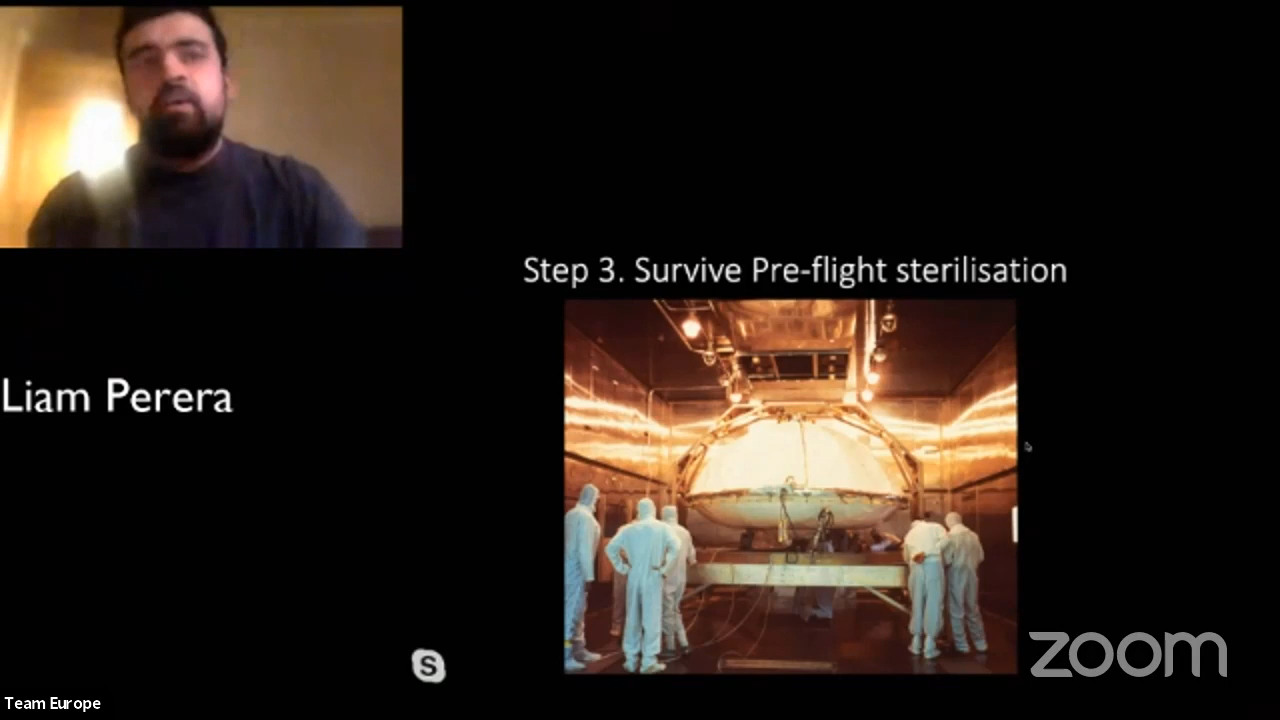 Step 3. Survive Pre-flight sterilisation
Liam Perera
S
zoom
Team Europe